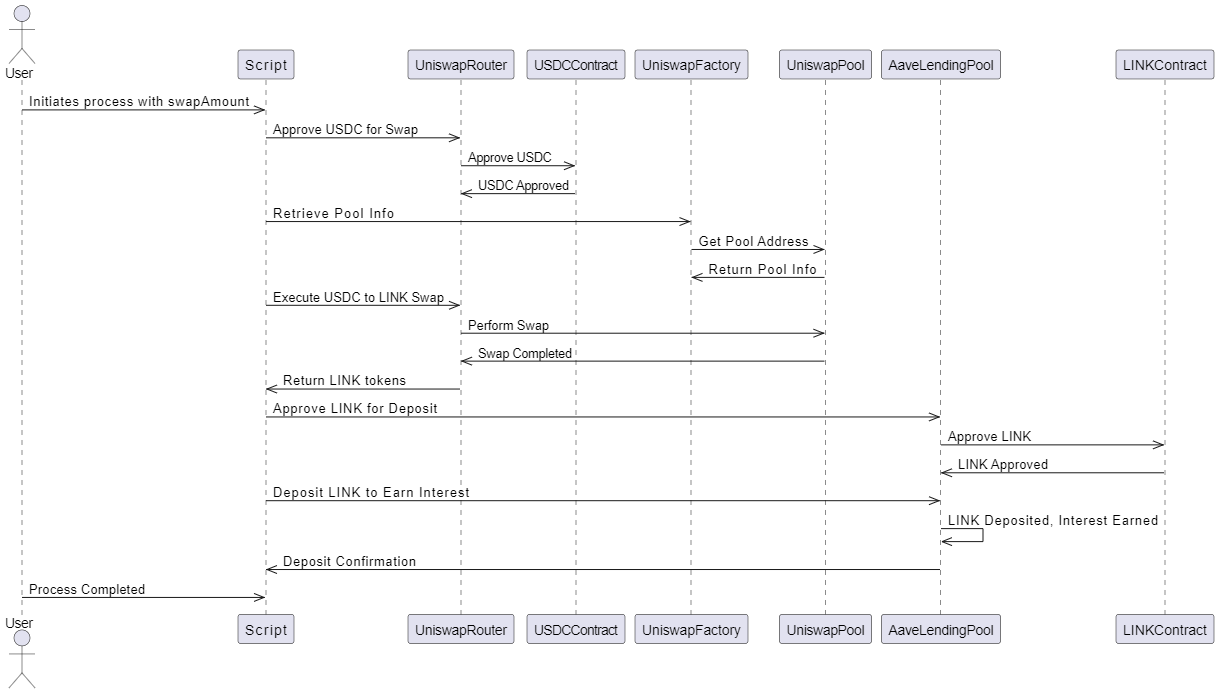 User
Script
UniswapRouter
USDCContract
UniswapFactory
UniswapPool
AaveLendingPool
LINKContract
Initiates process with swapAmount
Approve USDC for Swap
Approve USDC
USDC Approved
Retrieve Pool Info
Get Pool Address
Return Pool Info
Execute USDC to LINK Swap
Perform Swap
Swap Completed
Return LINK tokens
Approve LINK for Deposit
Approve LINK
LINK Approved
Deposit LINK to Earn Interest
LINK Deposited, Interest Earned
Deposit Confirmation
Process Completed
User
Script
UniswapRouter
USDCContract
UniswapFactory
UniswapPool
AaveLendingPool
LINKContract